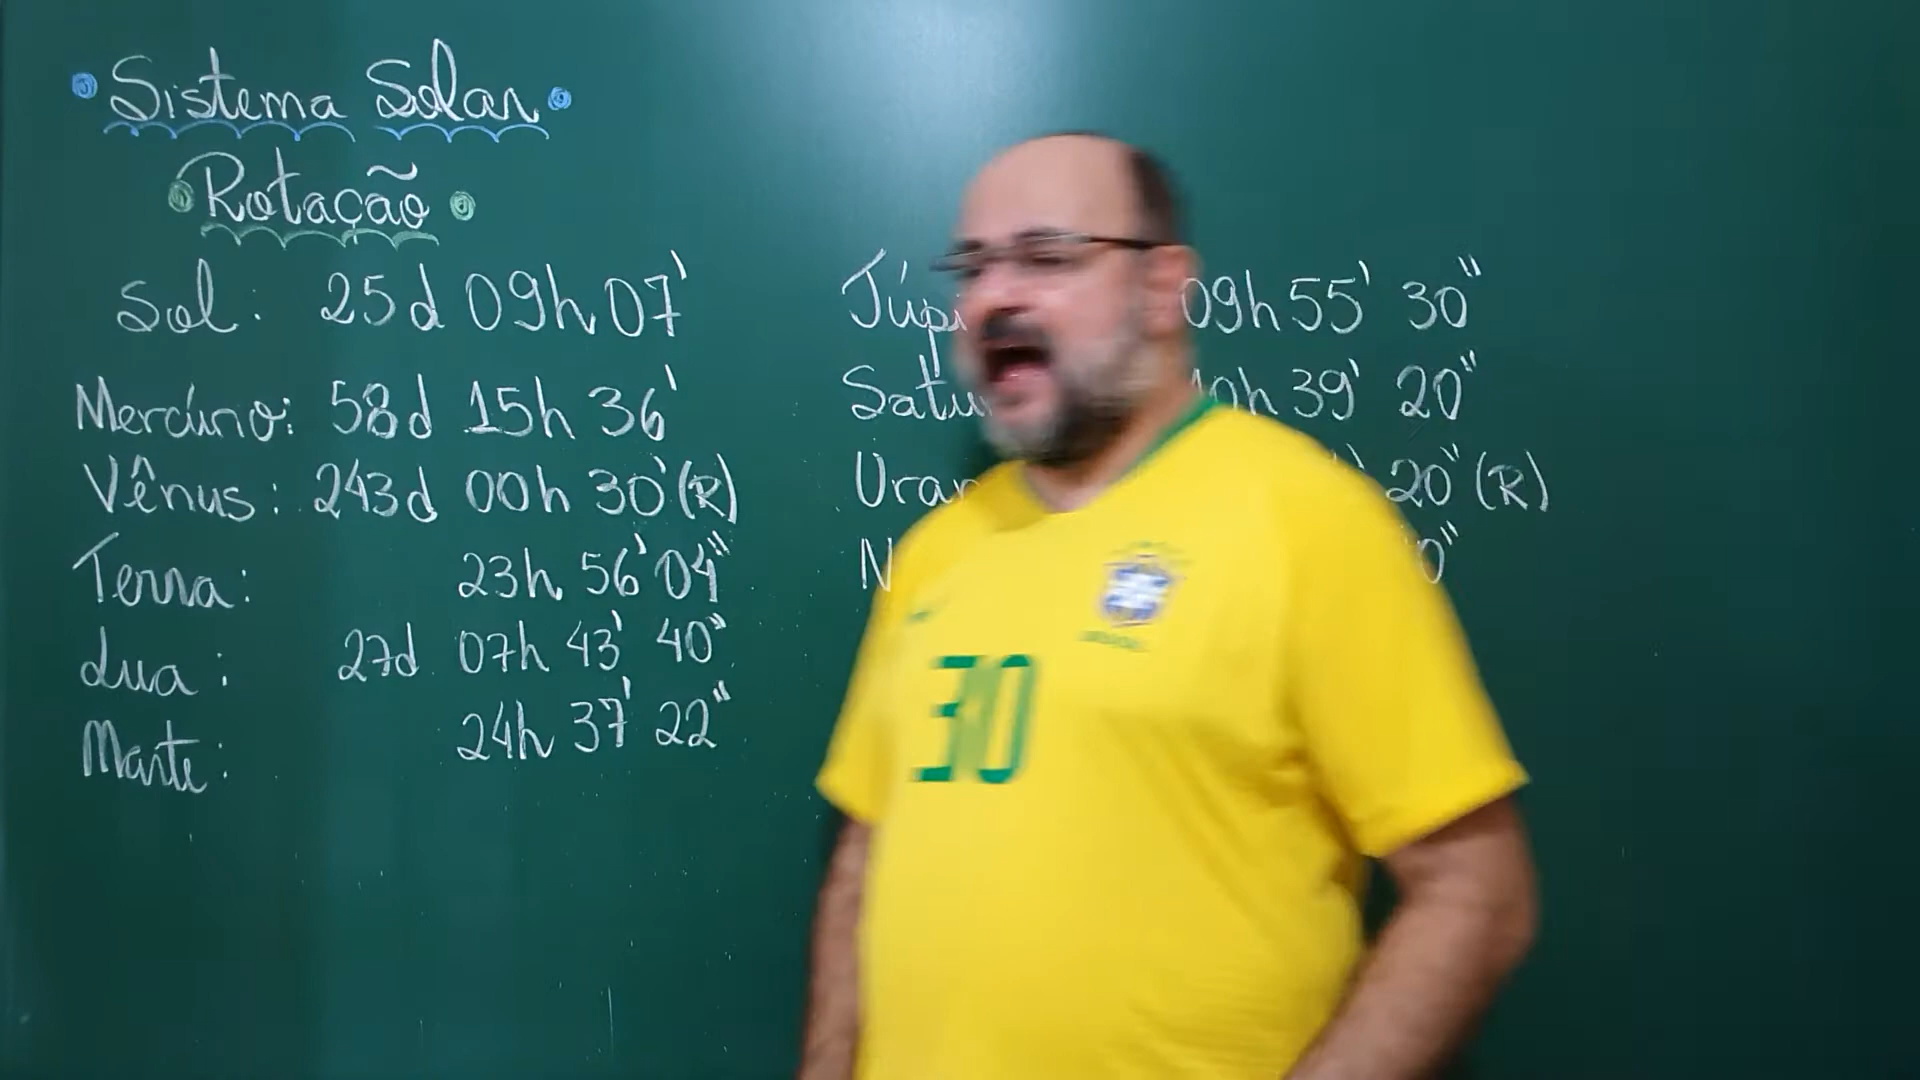 Sistema Solar
Rotação
Sol: 25d 09h 07'
Mercúrio: 58d 15h 36'
Vênus: 243d 00h 30' (R)
Terra: 23h 56' 04"
Lua: 27d 07h 43' 40"
Marte: 24h 37' 22"
09h 55' 30"
39' 20"
20" (R)
30